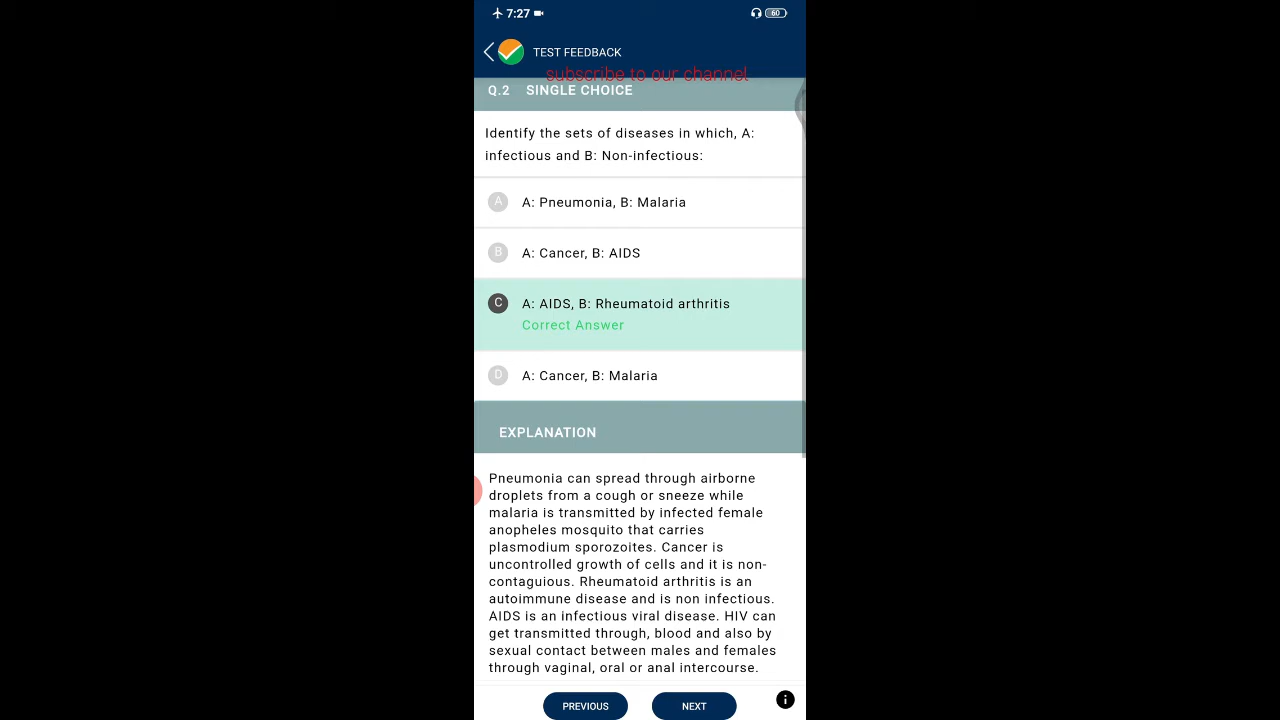 7:27
60
TEST FEEDBACK
subscribe to our channel
Q.2 SINGLE CHOICE
Identify the sets of diseases in which, A:
infectious and B: Non-infectious:
A A: Pneumonia, B: Malaria
B A: Cancer, B: AIDS
C A: AIDS, B: Rheumatoid arthritis
Correct Answer
D A: Cancer, B: Malaria
EXPLANATION
Pneumonia can spread through airborne
droplets from a cough or sneeze while
malaria is transmitted by infected female
anopheles mosquito that carries
plasmodium sporozoites. Cancer is
uncontrolled growth of cells and it is non-
contaguious. Rheumatoid arthritis is an
autoimmune disease and is non infectious.
AIDS is an infectious viral disease. HIV can
get transmitted through, blood and also by
sexual contact between males and females
through vaginal, oral or anal intercourse.
PREVIOUS NEXT i